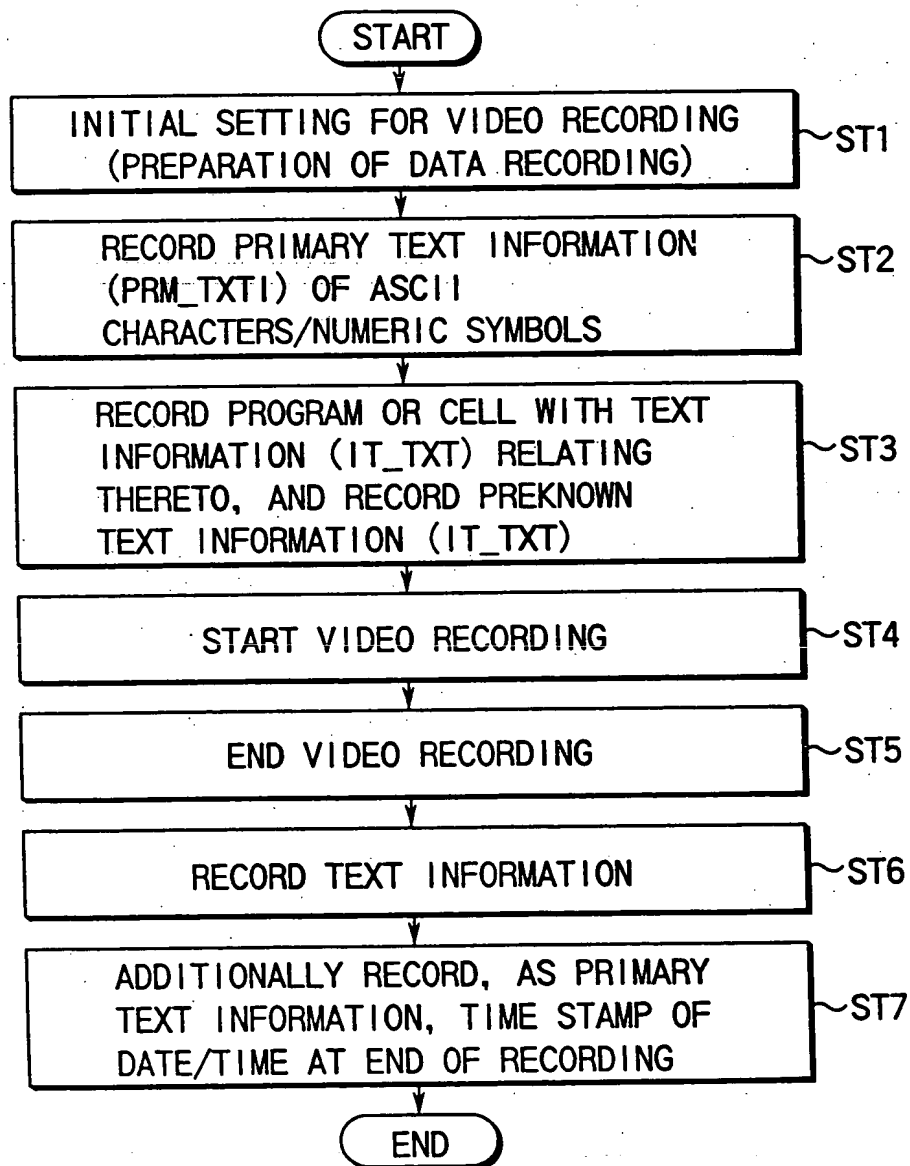 START
INITIAL SETTING FOR VIDEO RECORDING
(PREPARATION OF DATA RECORDING)
ST1
RECORD PRIMARY TEXT INFORMATION
(PRM_TXTI) OF ASCII
CHARACTERS/NUMERIC SYMBOLS
ST2
RECORD PROGRAM OR CELL WITH TEXT
INFORMATION (IT_TXT) RELATING
THERETO, AND RECORD PREKNOWN
TEXT INFORMATION (IT_TXT)
ST3
START VIDEO RECORDING
ST4
END VIDEO RECORDING
ST5
RECORD TEXT INFORMATION
ST6
ADDITIONALLY RECORD, AS PRIMARY
TEXT INFORMATION, TIME STAMP OF
DATE/TIME AT END OF RECORDING
ST7
END